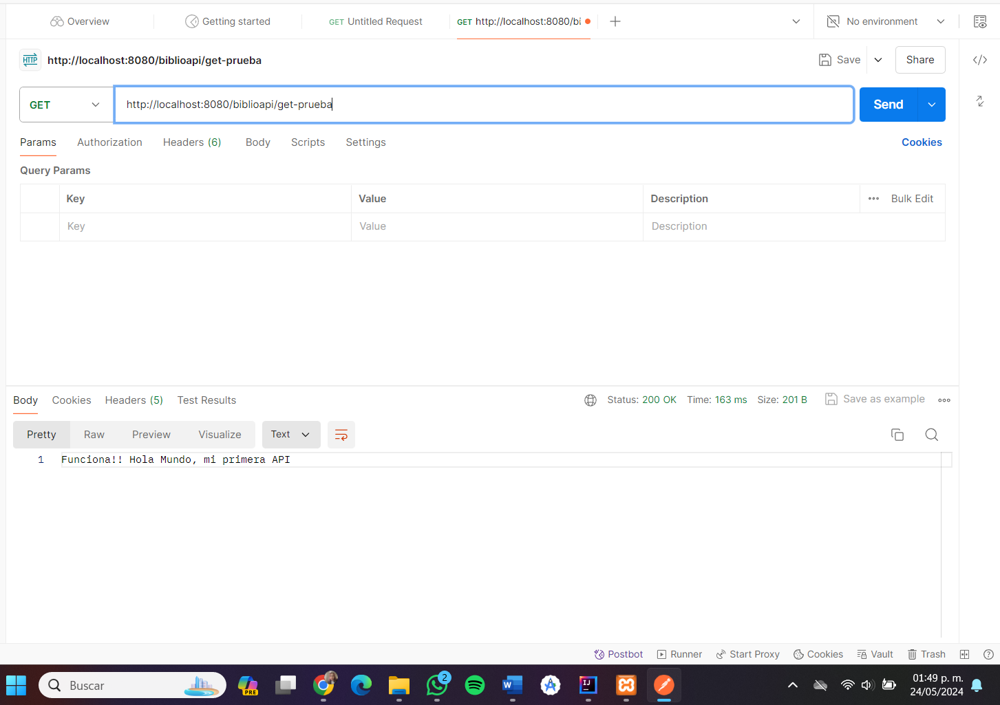 Overview
Getting started
GET Untitled Request
GET http://localhost:8080/bi
No environment
HTTP http://localhost:8080/biblioapi/get-prueba
Save
Share
GET
http://localhost:8080/biblioapi/get-prueba
Send
Params Authorization Headers (6) Body Scripts Settings
Cookies
Query Params
Key Value Description Bulk Edit
Key Value Description
Body Cookies Headers (5) Test Results
Status: 200 OK Time: 163 ms Size: 201 B
Save as example
Pretty Raw Preview Visualize Text
1 Funciona!! Hola Mundo, mi primera API
Postbot Runner Start Proxy Cookies Vault Trash
Buscar
PRE
2
W
IJ
01:49 p. m.
24/05/2024